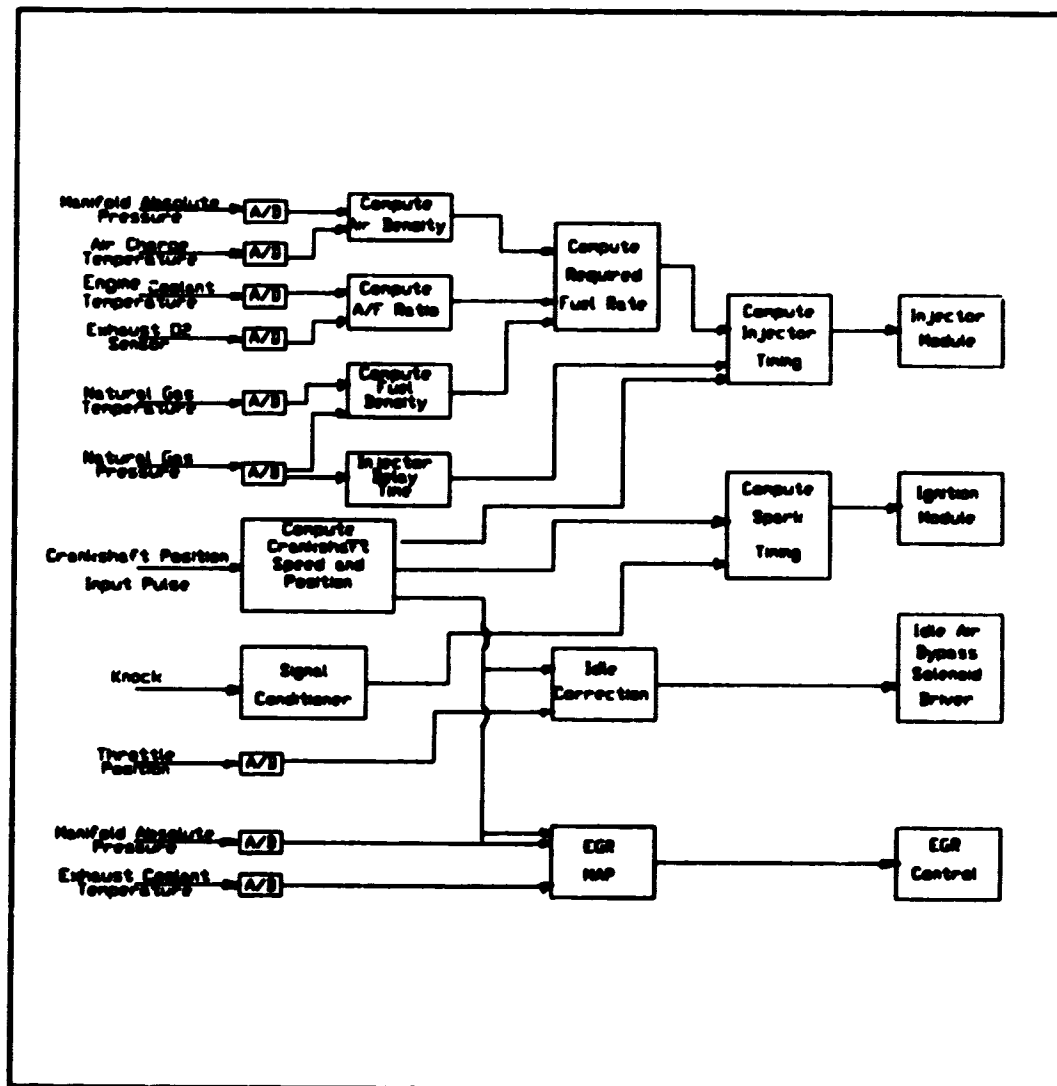 Manifold Absolute
Pressure
A/D
Compute
Air Density
Air Charge
Temperature
A/D
Engine Coolant
Temperature
A/D
Compute
A/F Ratio
Exhaust O2
Sensor
A/D
Compute
Required
Fuel Rate
Natural Gas
Temperature
A/D
Compute
Fuel
Density
Natural Gas
Pressure
A/D
Injector
Delay
Time
Compute
Injector
Timing
Injector
Module
Crankshaft Position
Input Pulse
Compute
Crankshaft
Speed and
Position
Compute
Spark
Timing
Ignition
Module
Knock
Signal
Conditioner
Idle
Correction
Idle Air
Bypass
Solenoid
Driver
Throttle
Position
A/D
Manifold Absolute
Pressure
A/D
EGR
MAP
EGR
Control
Exhaust Coolant
Temperature
A/D